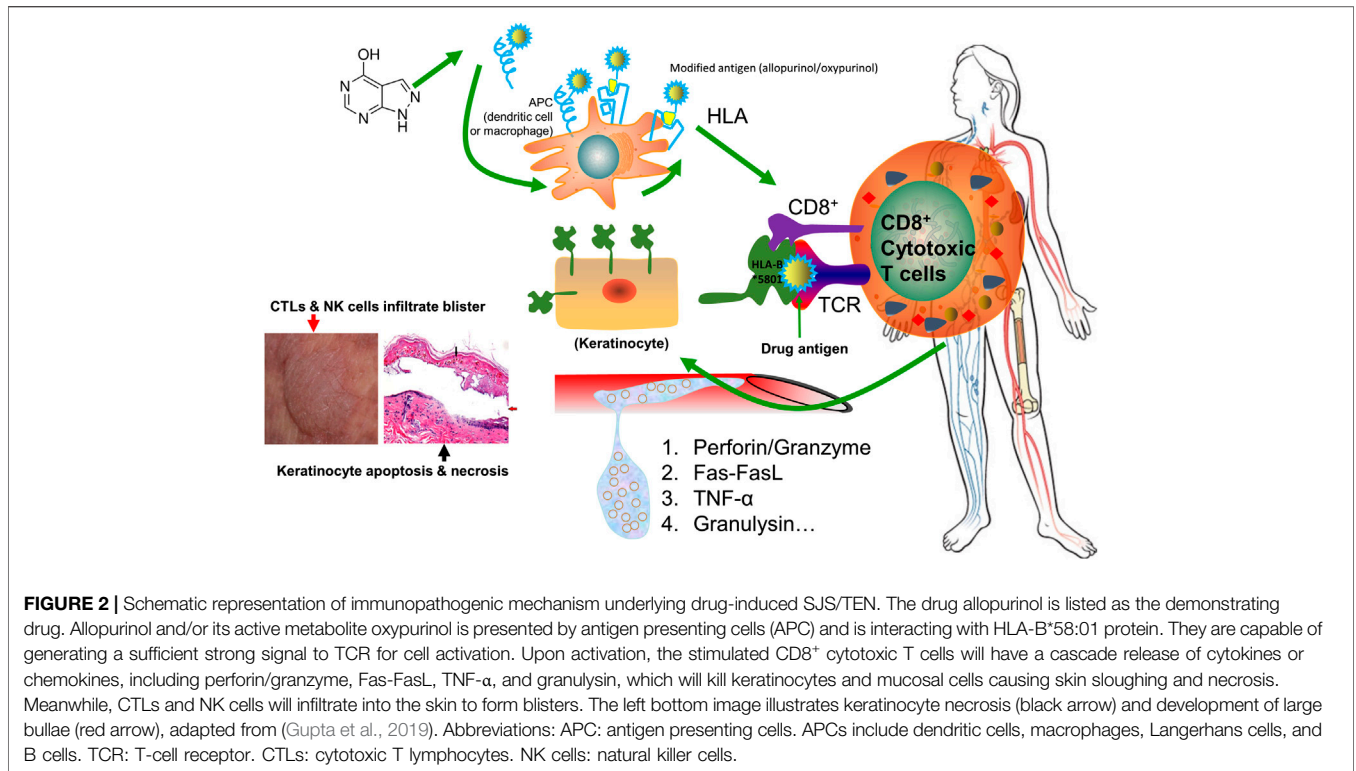 OH
N
N
N
N
H
APC
(dendritic cell
or macrophage)
Modified antigen (allopurinol/oxypurinol)
HLA
CD8+
HLA-B
*5801
TCR
Drug antigen
CD8+
Cytotoxic
T cells
(Keratinocyte)
CTLs & NK cells infiltrate blister
Keratinocyte apoptosis & necrosis
1. Perforin/Granzyme
2. Fas-FasL
3. TNF-α
4. Granulysin...
FIGURE 2 | Schematic representation of immunopathogenic mechanism underlying drug-induced SJS/TEN. The drug allopurinol is listed as the demonstrating
drug. Allopurinol and/or its active metabolite oxypurinol is presented by antigen presenting cells (APC) and is interacting with HLA-B*58:01 protein. They are capable of
generating a sufficient strong signal to TCR for cell activation. Upon activation, the stimulated CD8+ cytotoxic T cells will have a cascade release of cytokines or
chemokines, including perforin/granzyme, Fas-FasL, TNF-α, and granulysin, which will kill keratinocytes and mucosal cells causing skin sloughing and necrosis.
Meanwhile, CTLs and NK cells will infiltrate into the skin to form blisters. The left bottom image illustrates keratinocyte necrosis (black arrow) and development of large
bullae (red arrow), adapted from (Gupta et al., 2019). Abbreviations: APC: antigen presenting cells. APCs include dendritic cells, macrophages, Langerhans cells, and
B cells. TCR: T-cell receptor. CTLs: cytotoxic T lymphocytes. NK cells: natural killer cells.